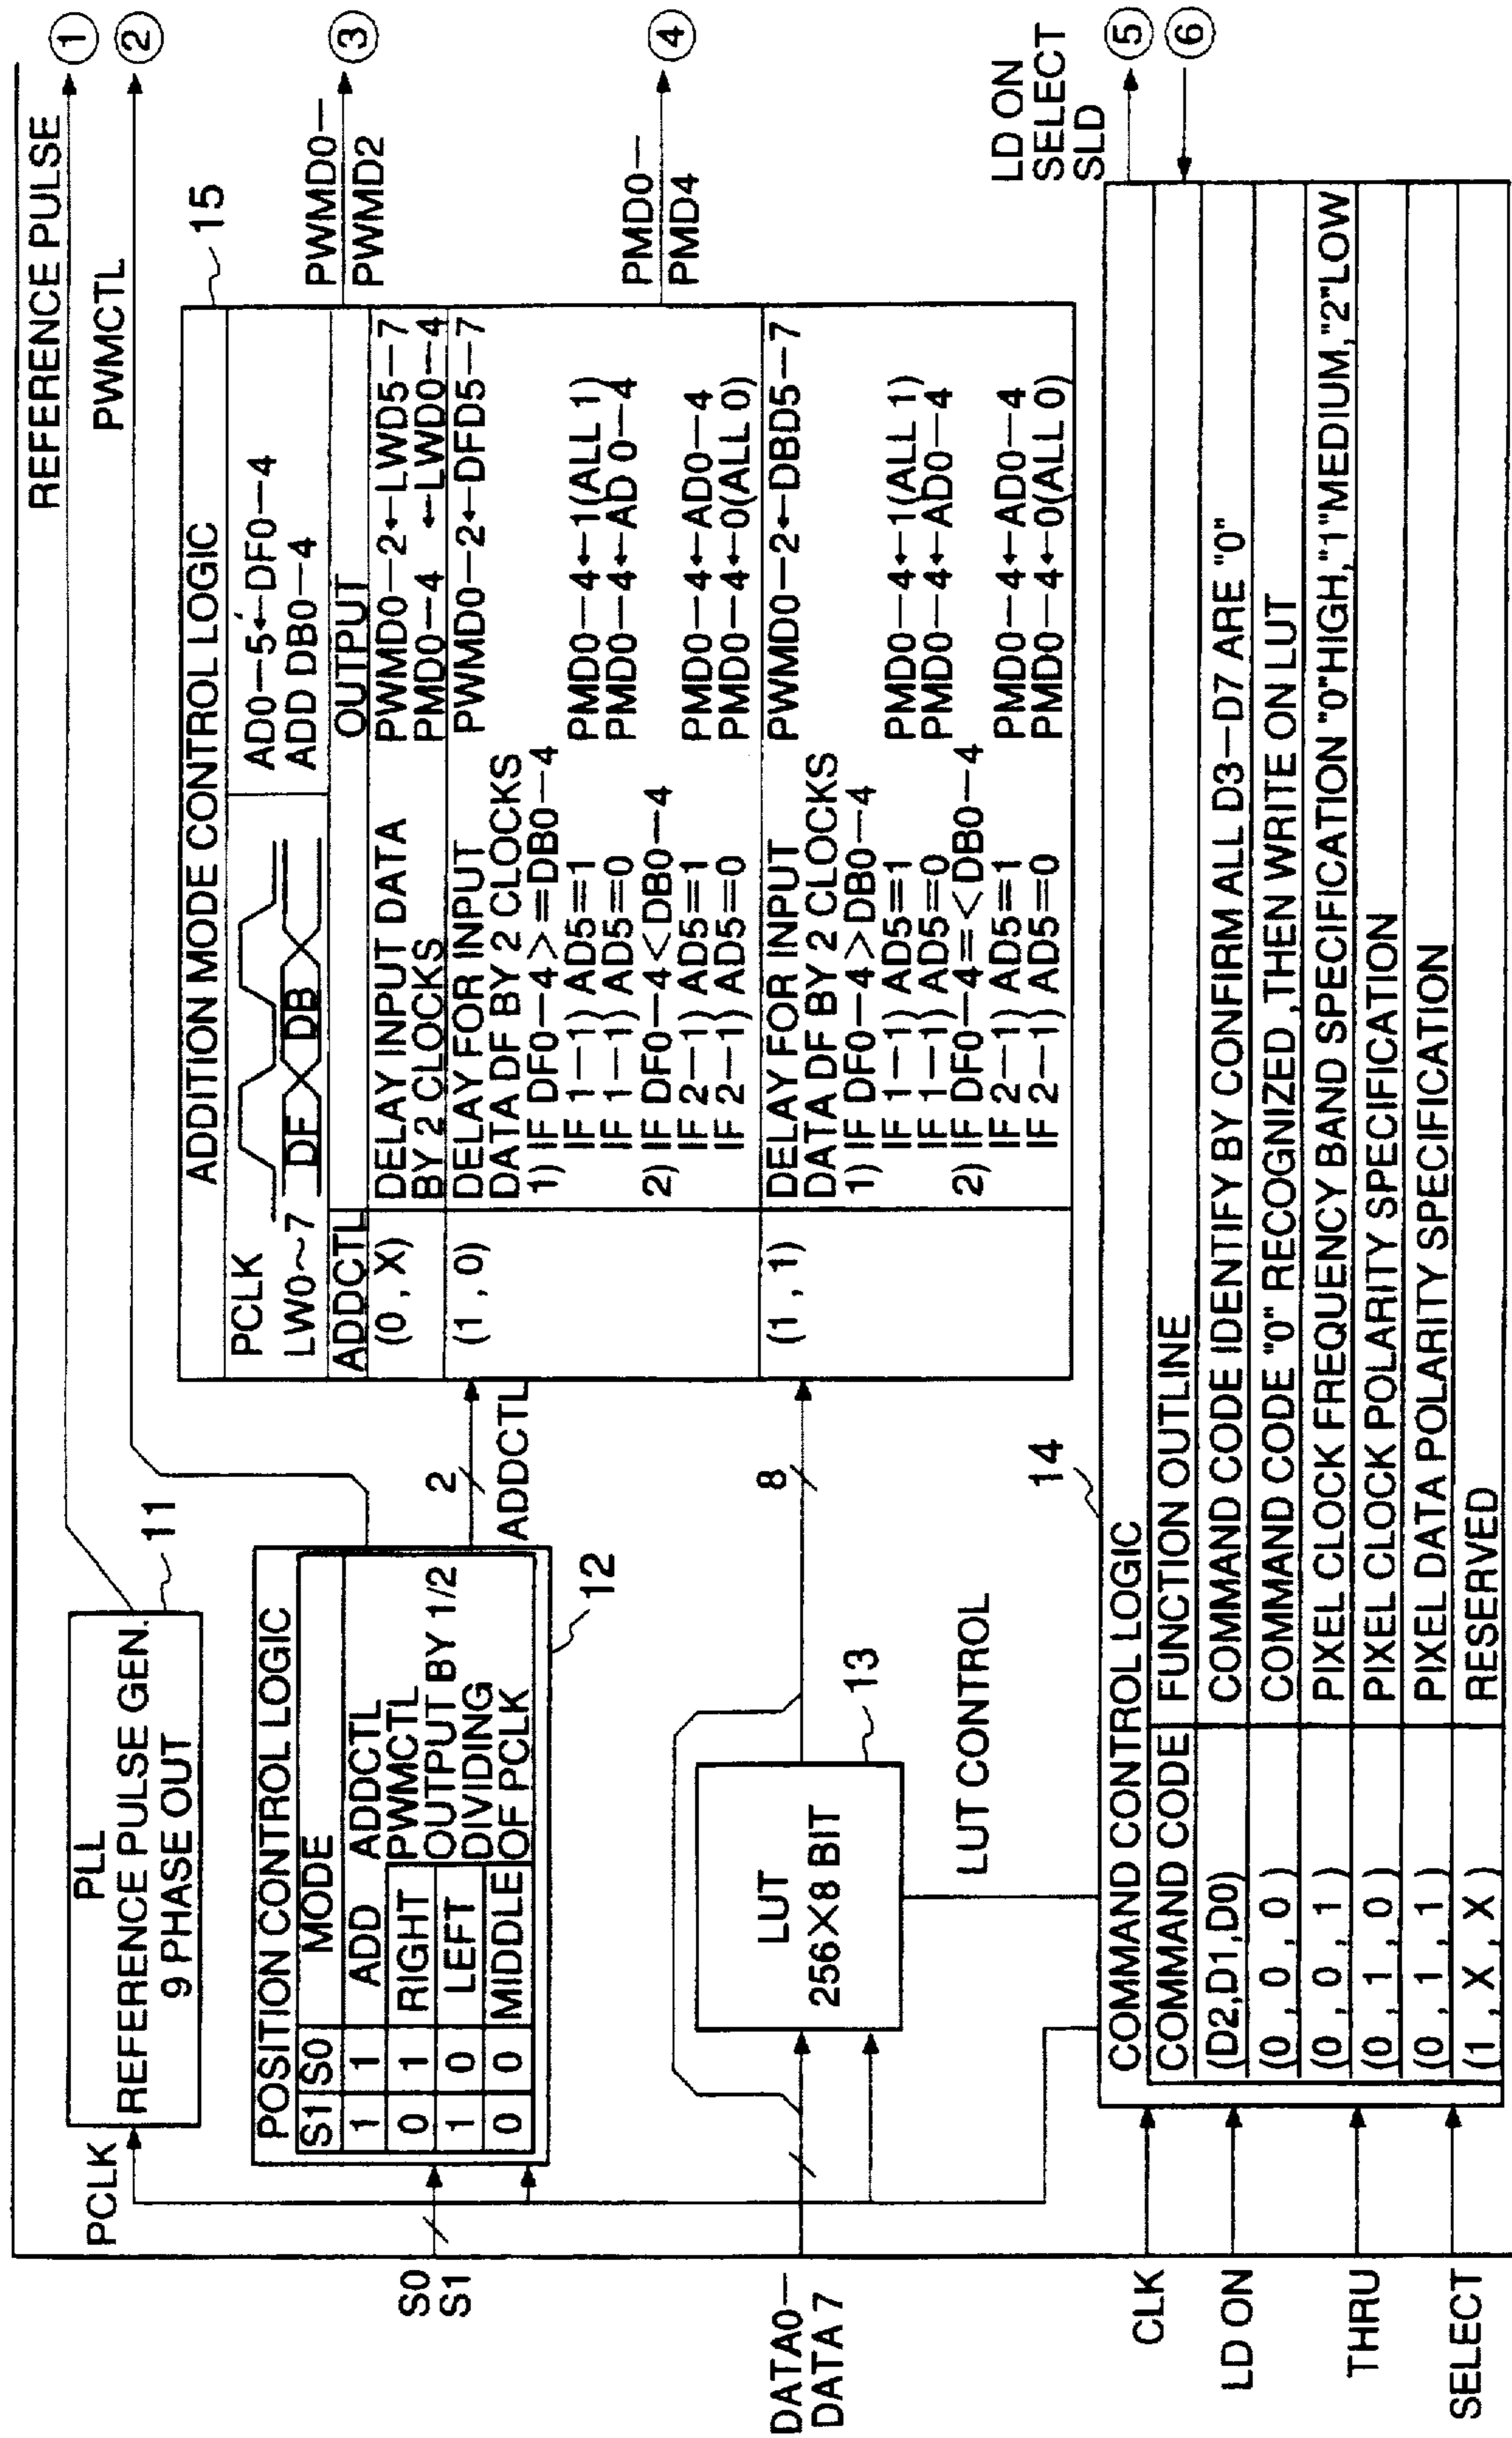 REFERENCE PULSE
①
PWMCTL
②
PCLK
PLL
REFERENCE PULSE GEN.
9 PHASE OUT
11
POSITION CONTROL LOGIC
S1 S0 MODE
1 1 ADD ADDCTL
0 1 RIGHT PWMCTL
1 0 LEFT OUTPUT BY 1/2
DIVIDING
0 0 MIDDLE OF PCLK
12
S0
S1
2
ADDCTL
15
ADDITION MODE CONTROL LOGIC
PCLK
LW0~7 DF DB
AD0—5←DF0—4
ADD DB0—4
ADDCTL OUTPUT
(0 , X) DELAY INPUT DATA PWMD0—2←LWD5—7
BY 2 CLOCKS PMD0—4 ←LWD0—4
(1 , 0) DELAY FOR INPUT PWMD0—2←DFD5—7
DATA DF BY 2 CLOCKS
1) IF DF0—4>=DB0—4
IF 1—1) AD5=1 PMD0—4←1(ALL 1)
IF 1—1) AD5=0 PMD0—4←AD 0—4
2) IF DF0—4<DB0—4
IF 2—1) AD5=1 PMD0—4←AD0—4
IF 2—1) AD5=0 PMD0—4←0(ALL 0)
(1 , 1) DELAY FOR INPUT PWMD0—2←DBD5—7
DATA DF BY 2 CLOCKS
1) IF DF0—4>DB0—4
IF 1—1) AD5=1 PMD0—4←1(ALL 1)
IF 1—1) AD5=0 PMD0—4←AD0—4
2) IF DF0—4=<DB0—4
IF 2—1) AD5=1 PMD0—4←AD0—4
IF 2—1) AD5=0 PMD0—4←0(ALL 0)
PWMD0—
PWMD2
③
PMD0—
PMD4
④
DATA0—
DATA 7
LUT
256×8 BIT
13
8
LUT CONTROL
14
LD ON
SELECT
SLD
⑤
⑥
CLK
LD ON
THRU
SELECT
COMMAND CONTROL LOGIC
COMMAND CODE FUNCTION OUTLINE
(D2,D1,D0) COMMAND CODE IDENTIFY BY CONFIRM ALL D3—D7 ARE "0"
(0 , 0 , 0) COMMAND CODE "0" RECOGNIZED ,THEN WRITE ON LUT
(0 , 0 , 1) PIXEL CLOCK FREQUENCY BAND SPECIFICATION "0"HIGH,"1"MEDIUM,"2"LOW
(0 , 1 , 0) PIXEL CLOCK POLARITY SPECIFICATION
(0 , 1 , 1) PIXEL DATA POLARITY SPECIFICATION
(1 , X , X) RESERVED